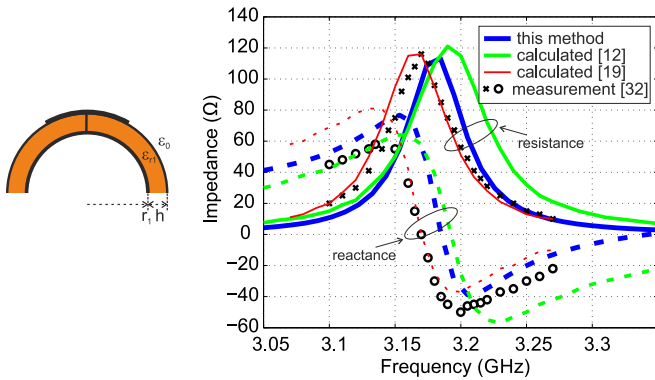 ε0
εr1
r1 h
Impedance (Ω)
140
120
100
80
60
40
20
0
−20
−40
−60
3.05
3.1
3.15
3.2
3.25
3.3
Frequency (GHz)
this method
calculated [12]
calculated [19]
measurement [32]
resistance
reactance